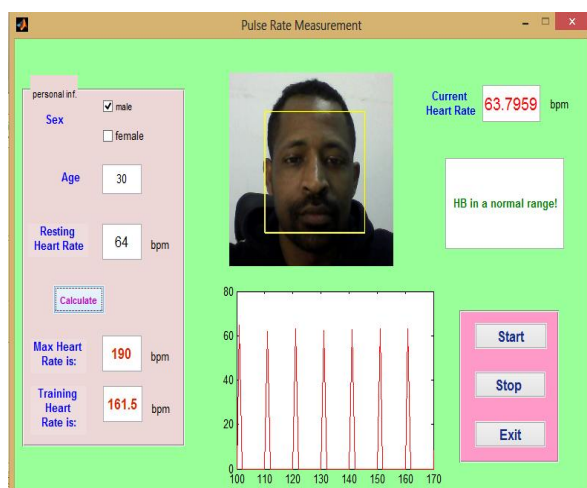 Pulse Rate Measurement
personal inf.
Sex
male
female
Age
30
Resting
Heart Rate
64
bpm
Calculate
Max Heart
Rate is:
190
bpm
Training
Heart
Rate is:
161.5
bpm
80
60
40
20
0
100 110 120 130 140 150 160 170
Current
Heart Rate
63.7959
bpm
HB in a normal range!
Start
Stop
Exit